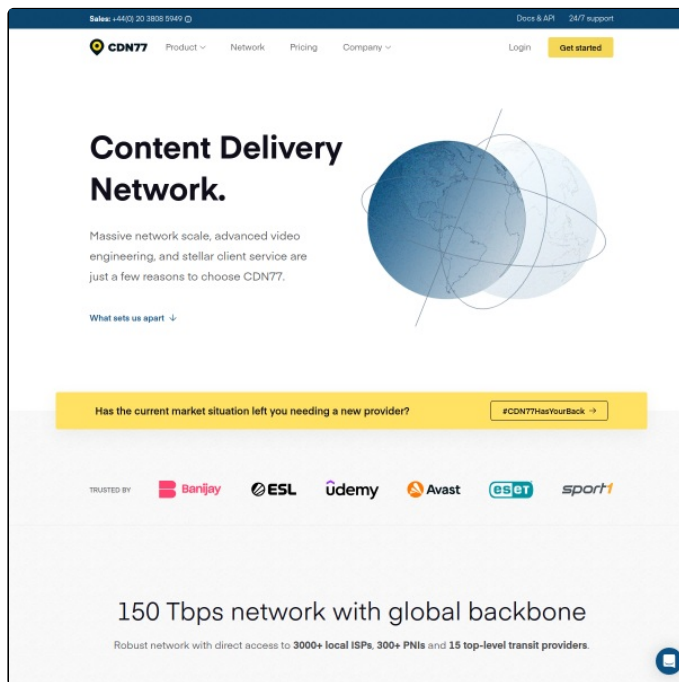 Sales: +44(0) 20 3808 5949
Docs & API 24/7 support
CDN77 Product Network Pricing Company Login Get started
Content Delivery
Network.
Massive network scale, advanced video
engineering, and stellar client service are
just a few reasons to choose CDN77.
What sets us apart ↓
Has the current market situation left you needing a new provider?
#CDN77HasYourBack →
TRUSTED BY Banijay ESL ûdemy Avast eseT sport1
150 Tbps network with global backbone
Robust network with direct access to 3000+ local ISPs, 300+ PNIs and 15 top-level transit providers.